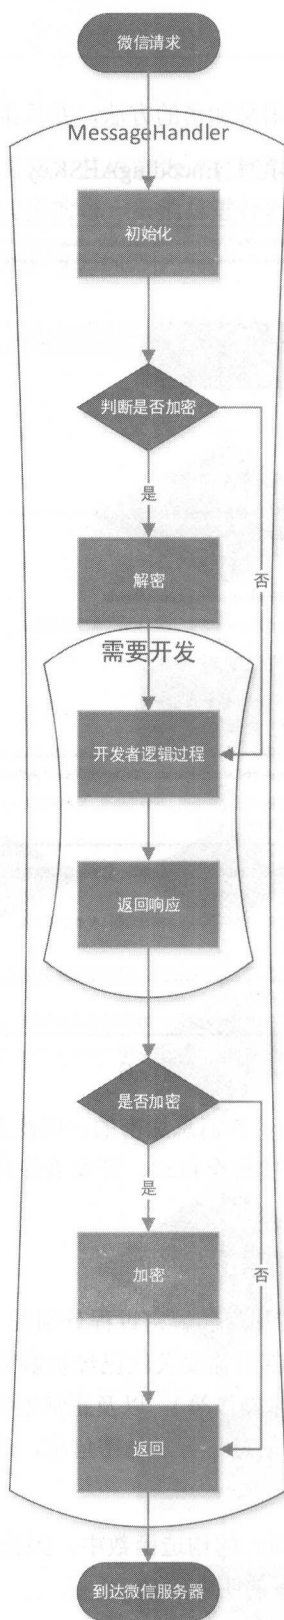 微信请求
MessageHandler
初始化
判断是否加密
是
解密
否
需要开发
开发者逻辑过程
返回响应
是否加密
是
加密
否
返回
到达微信服务器